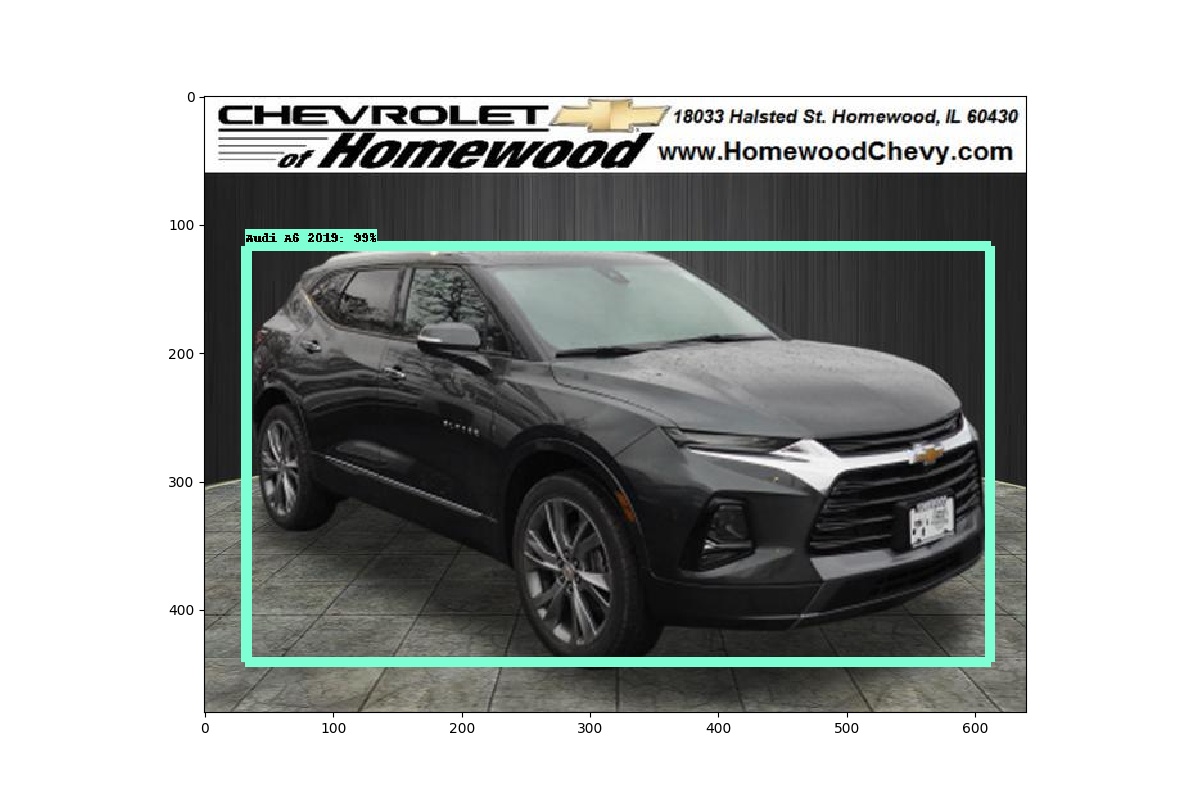 CHEVROLET
of Homewood
18033 Halsted St. Homewood, IL 60430
www.HomewoodChevy.com
Audi A6 2019: 99%
BLAZER
0
100
200
300
400
0 100 200 300 400 500 600